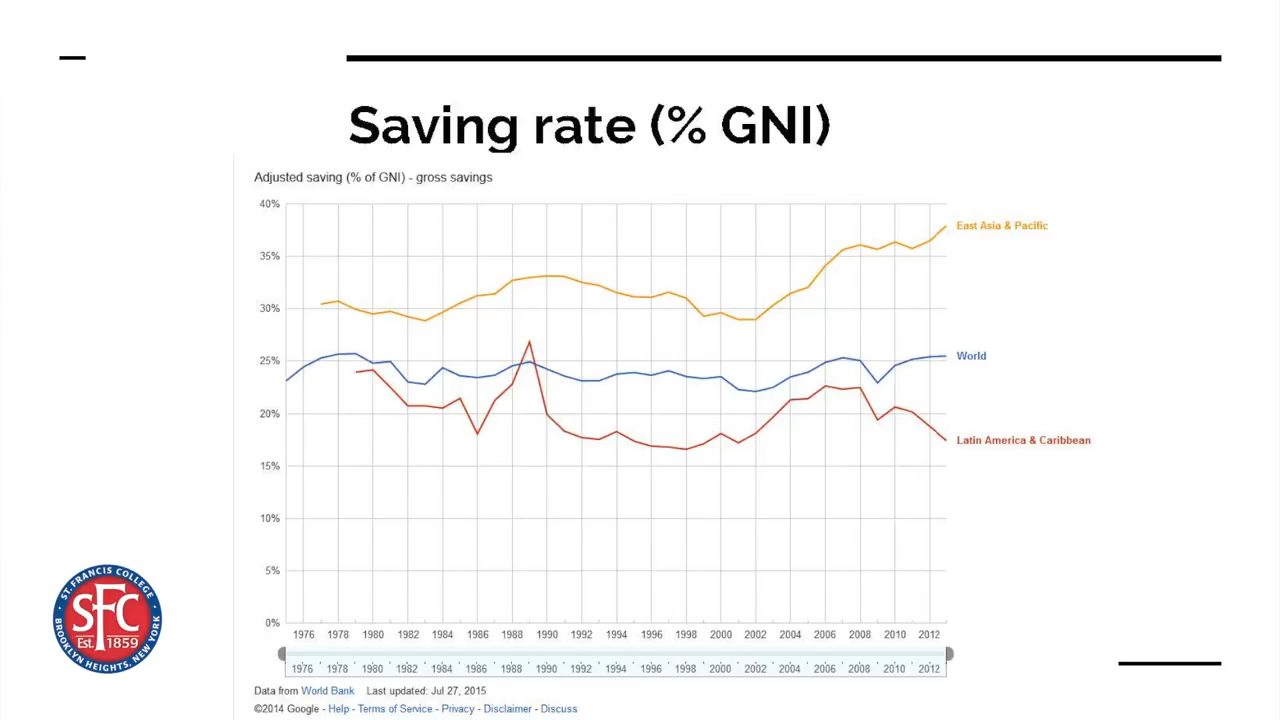 Saving rate (% GNI)
Adjusted saving (% of GNI) - gross savings
40%
35%
30%
25%
20%
15%
10%
5%
0%
East Asia & Pacific
World
Latin America & Caribbean
1976 1978 1980 1982 1984 1986 1988 1990 1992 1994 1996 1998 2000 2002 2004 2006 2008 2010 2012
1976 1978 1980 1982 1984 1986 1988 1990 1992 1994 1996 1998 2000 2002 2004 2006 2008 2010 2012
Data from World Bank Last updated: Jul 27, 2015
©2014 Google - Help - Terms of Service - Privacy - Disclaimer - Discuss
ST. FRANCIS COLLEGE
SFC
Est. 1859
BROOKLYN HEIGHTS, NEW YORK